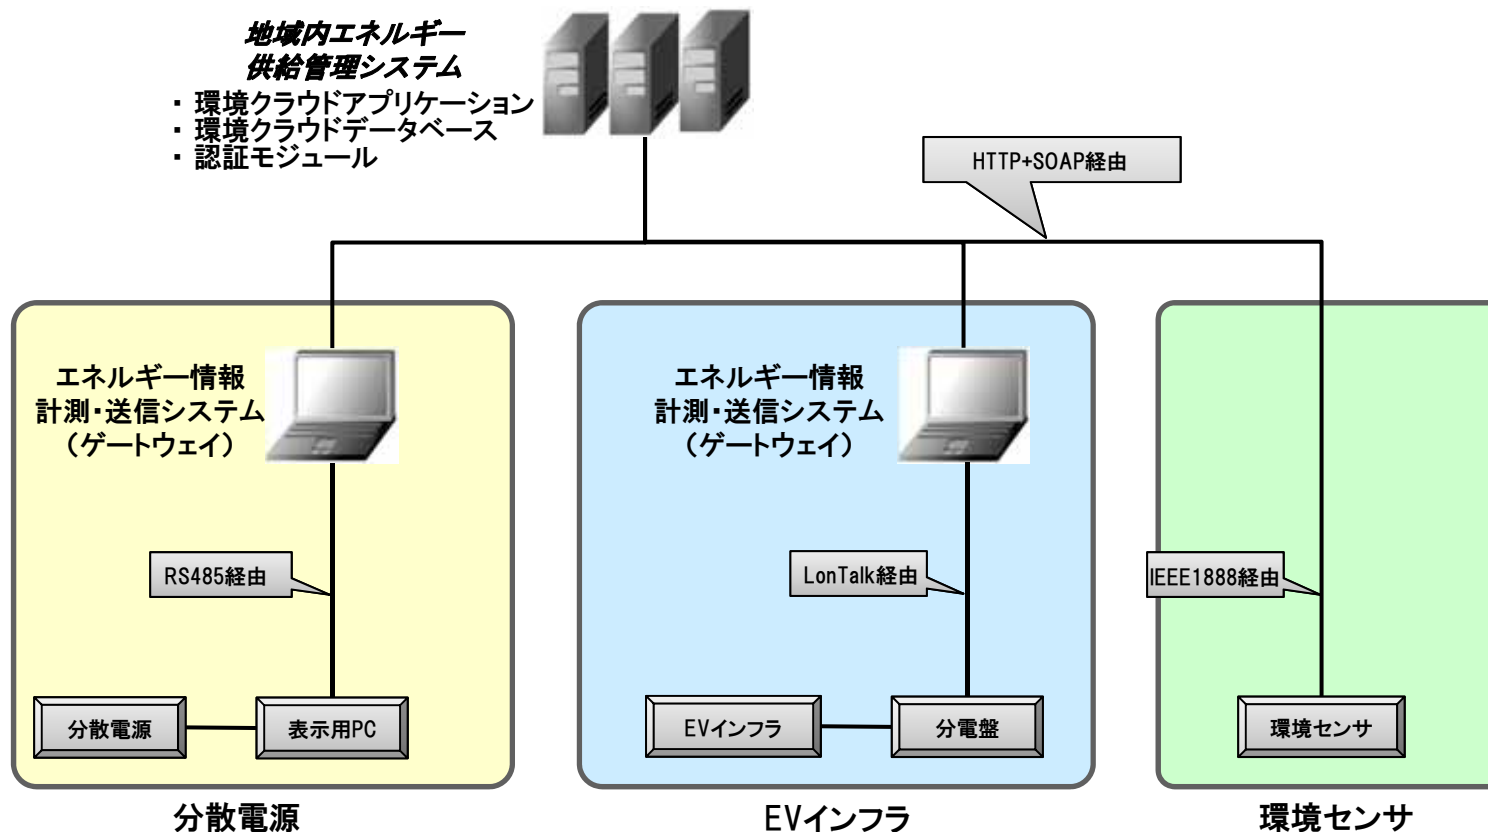 地域内エネルギー
供給管理システム
・ 環境クラウドアプリケーション
・ 環境クラウドデータベース
・ 認証モジュール
HTTP+SOAP経由
エネルギー情報
計測・送信システム
（ゲートウェイ）
RS485経由
分散電源
表示用PC
分散電源
エネルギー情報
計測・送信システム
（ゲートウェイ）
LonTalk経由
EVインフラ
分電盤
EVインフラ
IEEE1888経由
環境センサ
環境センサ